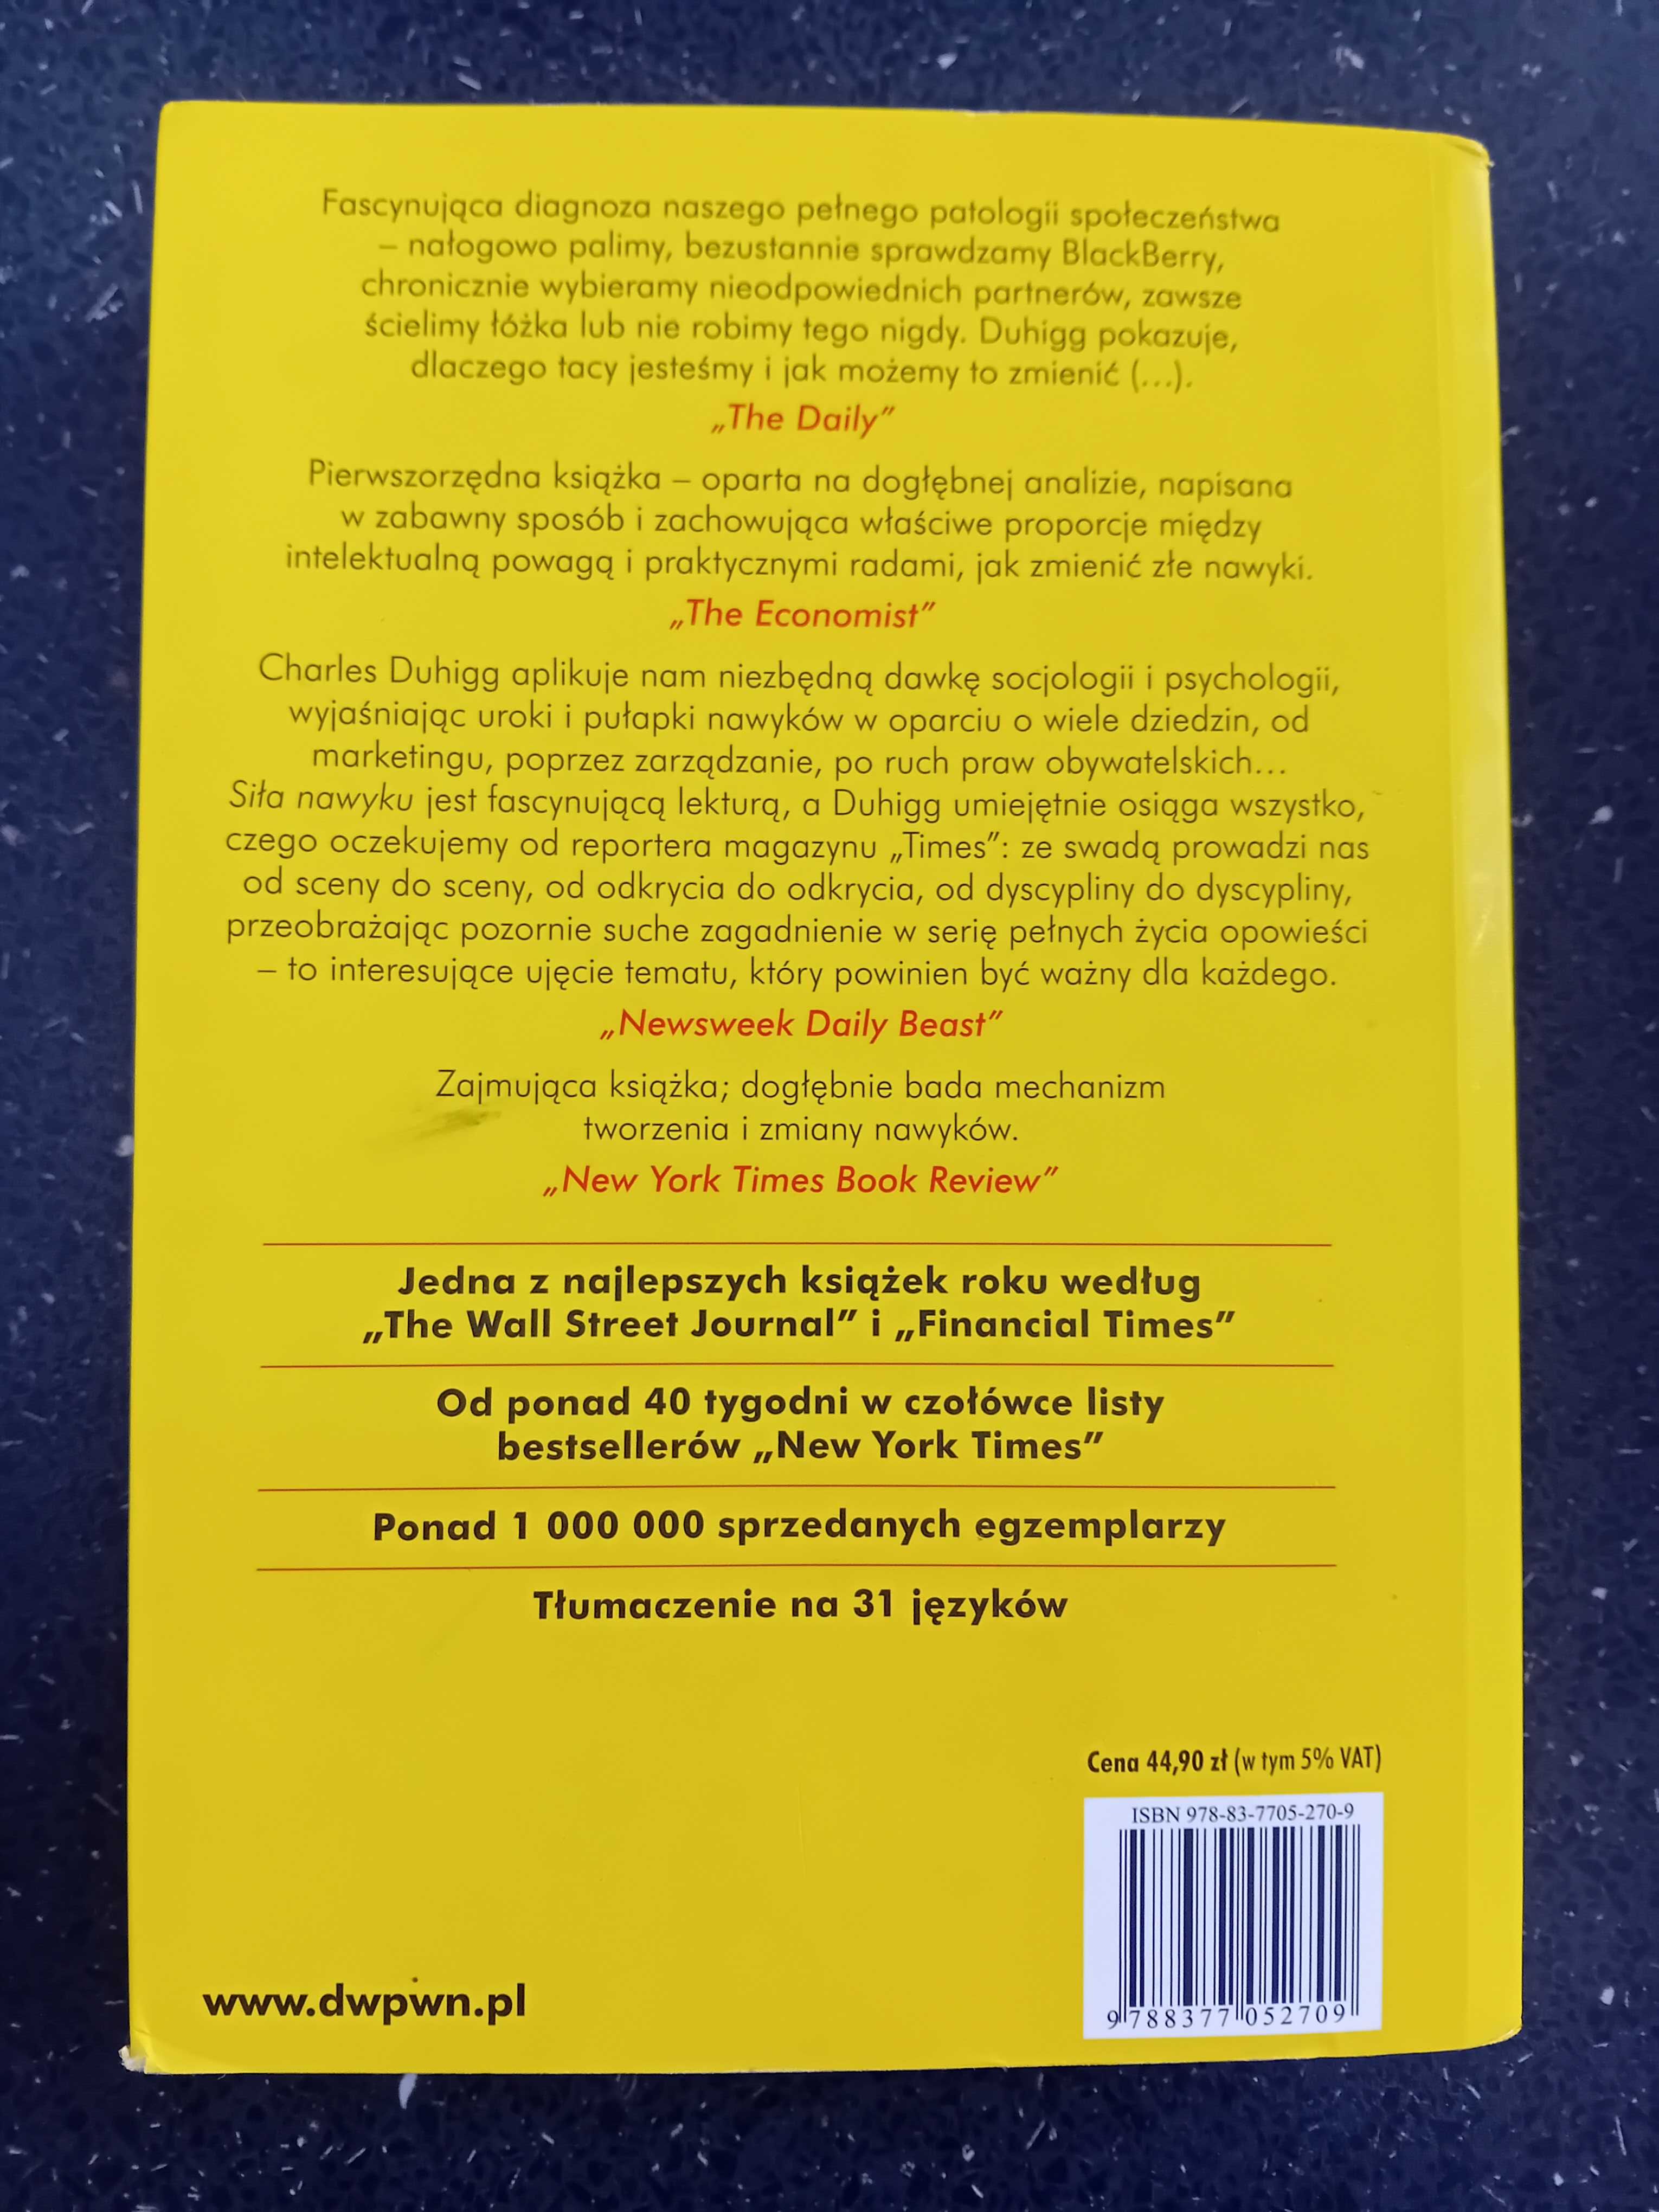 Fascynująca diagnoza naszego pełnego patologii społeczeństwa
– nałogowo palimy, bezustannie sprawdzamy BlackBerry,
chronicznie wybieramy nieodpowiednich partnerów, zawsze
ścielimy łóżka lub nie robimy tego nigdy. Duhigg pokazuje,
dlaczego tacy jesteśmy i jak możemy to zmienić (...).
„The Daily”
Pierwszorzędna książka – oparta na dogłębnej analizie, napisana
w zabawny sposób i zachowująca właściwe proporcje między
intelektualną powagą i praktycznymi radami, jak zmienić złe nawyki.
„The Economist”
Charles Duhigg aplikuje nam niezbędną dawkę socjologii i psychologii,
wyjaśniając uroki i pułapki nawyków w oparciu o wiele dziedzin, od
marketingu, poprzez zarządzanie, po ruch praw obywatelskich...
Siła nawyku jest fascynującą lekturą, a Duhigg umiejętnie osiąga wszystko,
czego oczekujemy od reportera magazynu „Times”: ze swadą prowadzi nas
od sceny do sceny, od odkrycia do odkrycia, od dyscypliny do dyscypliny,
przeobrażając pozornie suche zagadnienie w serię pełnych życia opowieści
– to interesujące ujęcie tematu, który powinien być ważny dla każdego.
„Newsweek Daily Beast”
Zajmująca książka; dogłębnie bada mechanizm
tworzenia i zmiany nawyków.
„New York Times Book Review”
Jedna z najlepszych książek roku według
„The Wall Street Journal” i „Financial Times”
Od ponad 40 tygodni w czołówce listy
bestsellerów „New York Times”
Ponad 1 000 000 sprzedanych egzemplarzy
Tłumaczenie na 31 języków
Cena 44,90 zł (w tym 5% VAT)
ISBN 978-83-7705-270-9
9 788377 052709
www.dwpwn.pl